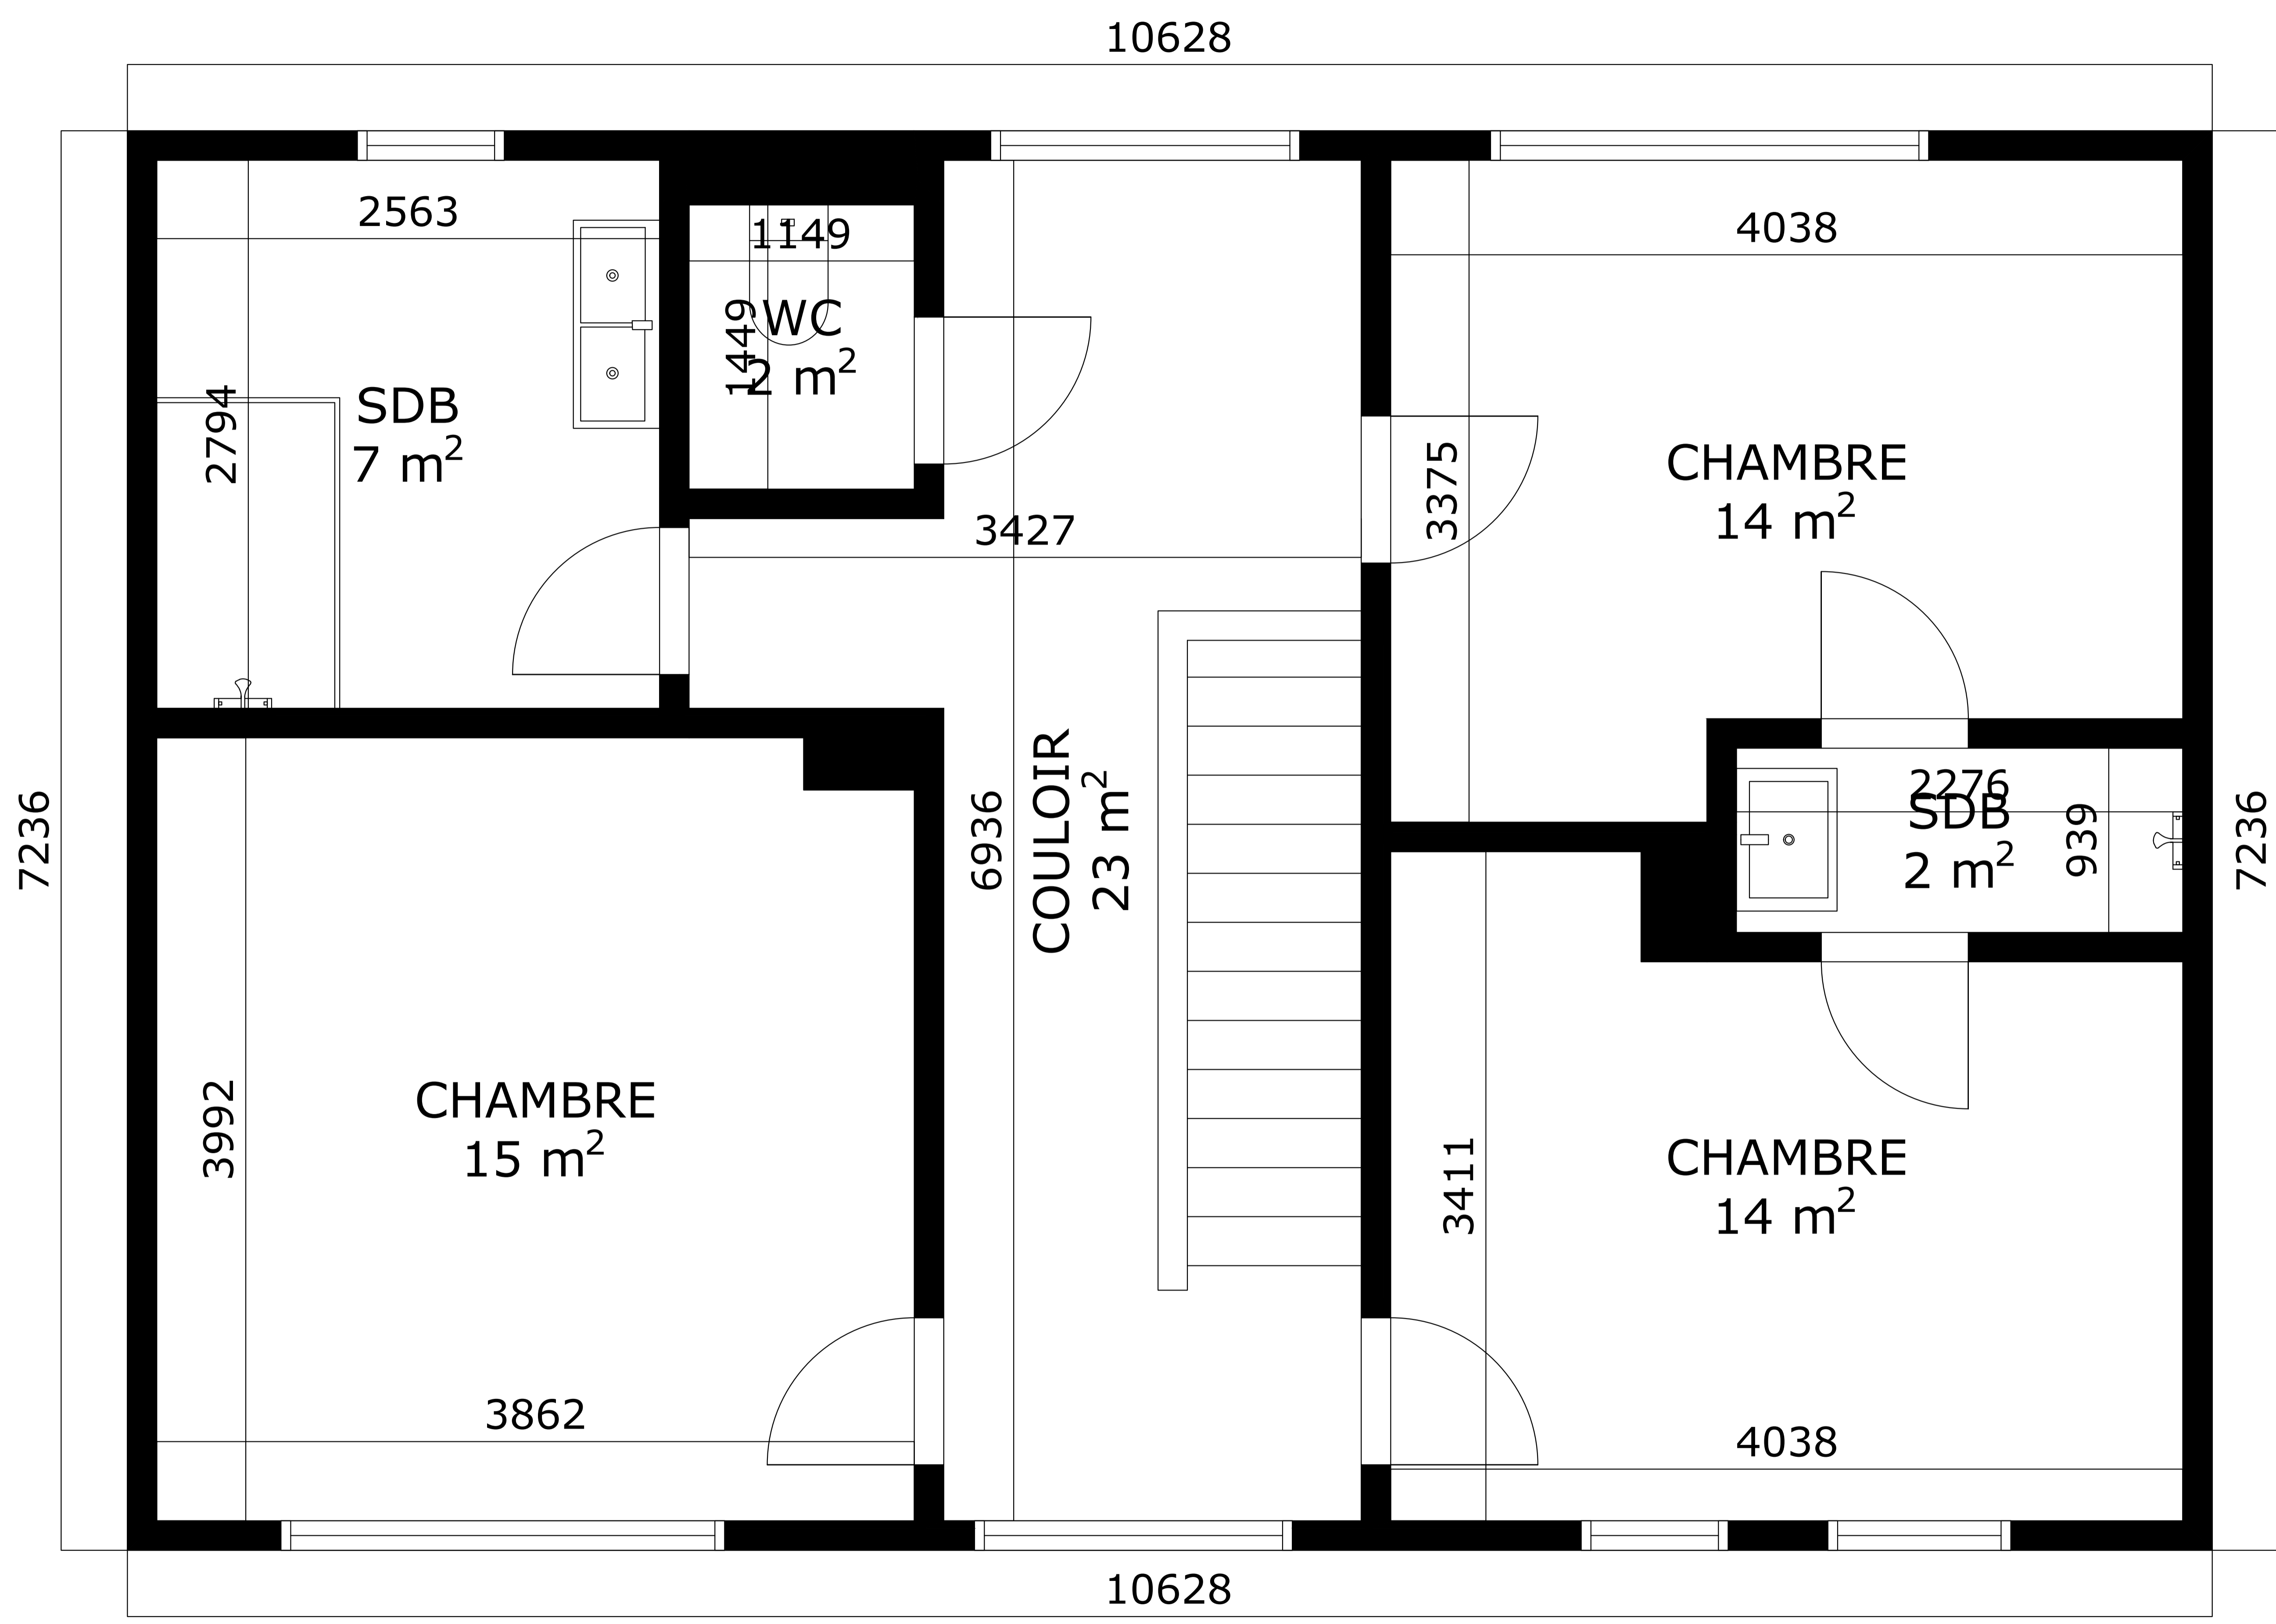 10628
2563
1149
4038
1449
WC
2 m²
2794
SDB
7 m²
3375
CHAMBRE
14 m²
3427
7236
6936
COULOIR
23 m²
2276
SDB
2 m²
939
7236
3992
CHAMBRE
15 m²
3411
CHAMBRE
14 m²
3862
4038
10628